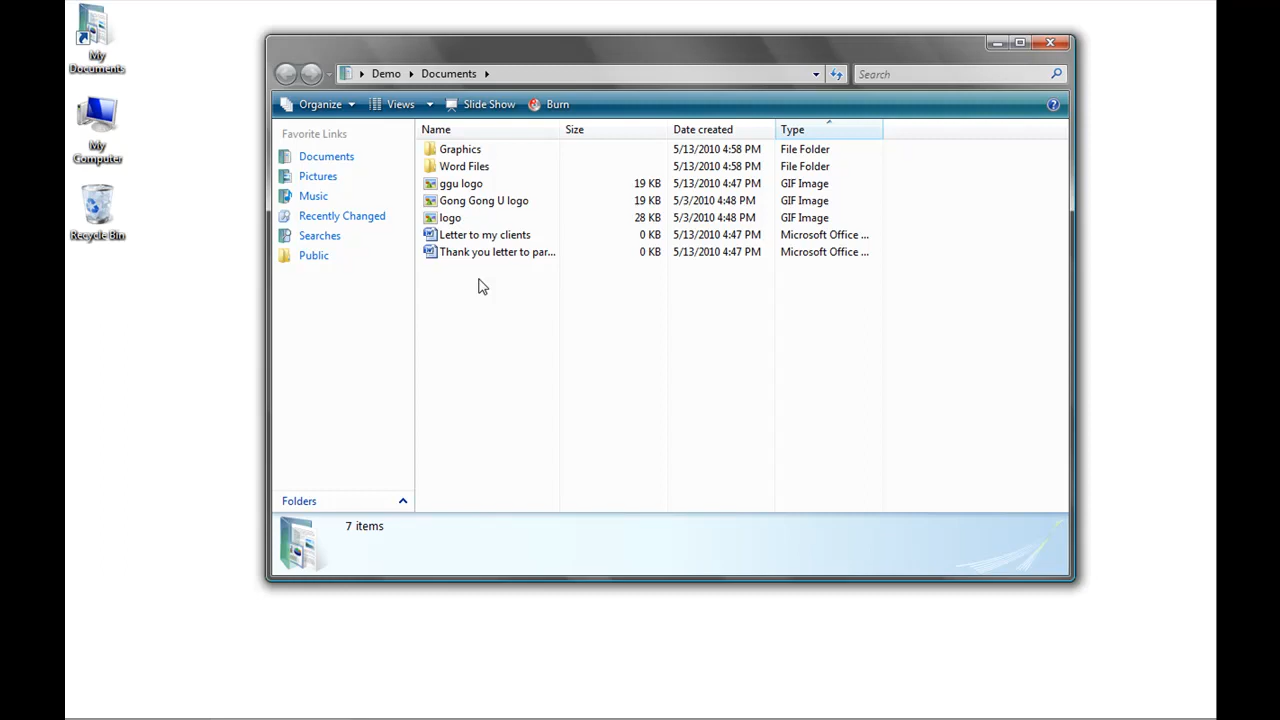 My
Documents
My
Computer
Recycle Bin
Demo Documents
Search
Organize Views Slide Show Burn ?
Favorite Links
Documents
Pictures
Music
Recently Changed
Searches
Public
Folders
Name Size Date created Type
Graphics 5/13/2010 4:58 PM File Folder
Word Files 5/13/2010 4:58 PM File Folder
ggu logo 19 KB 5/13/2010 4:47 PM GIF Image
Gong Gong U logo 19 KB 5/3/2010 4:48 PM GIF Image
logo 28 KB 5/3/2010 4:48 PM GIF Image
Letter to my clients 0 KB 5/13/2010 4:47 PM Microsoft Office ...
Thank you letter to par... 0 KB 5/13/2010 4:47 PM Microsoft Office ...
7 items